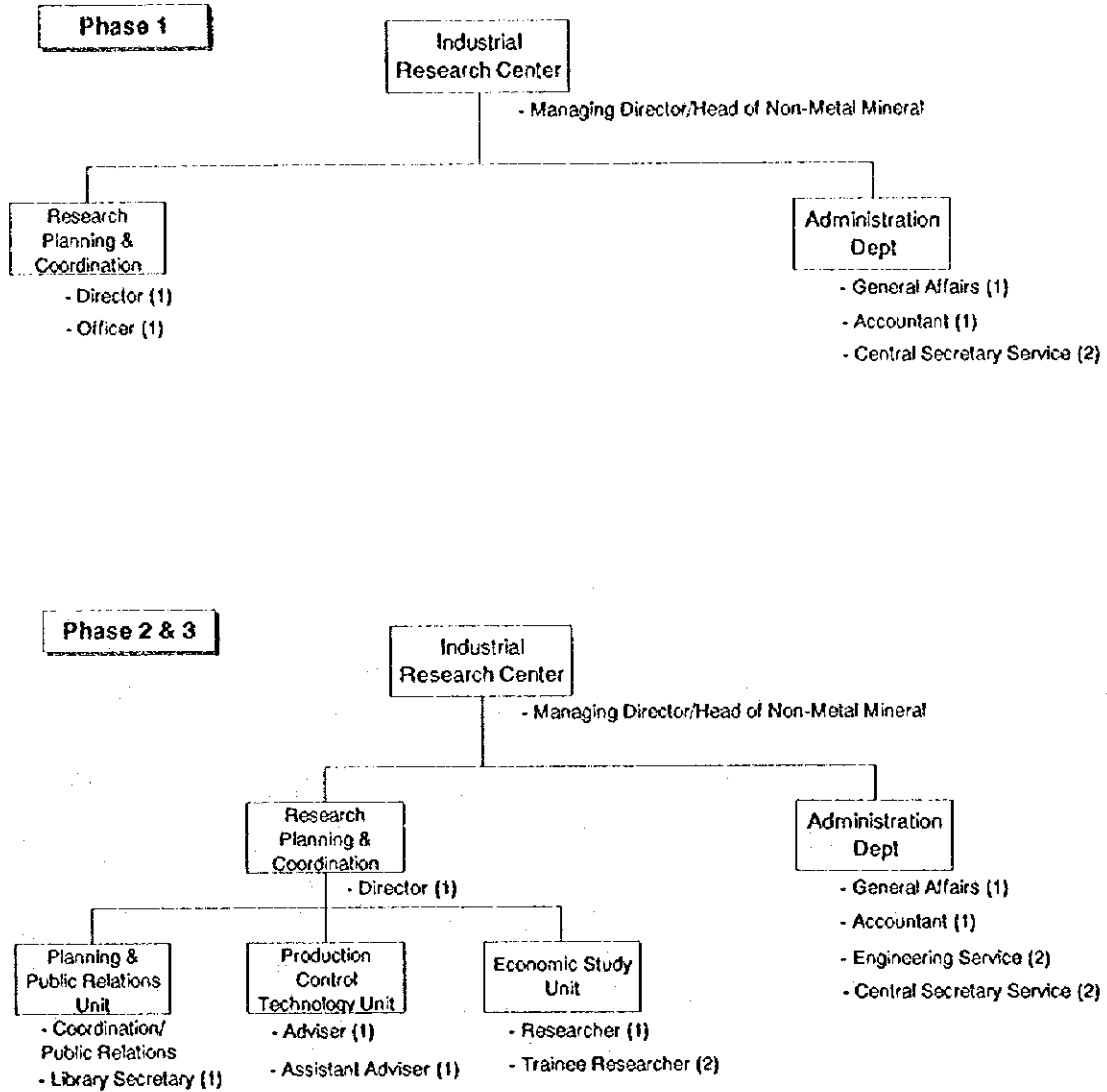 Phase 1
Industrial
Research Center
- Managing Director/Head of Non-Metal Mineral
Research
Planning &
Coordination
- Director (1)
- Officer (1)
Administration
Dept
- General Affairs (1)
- Accountant (1)
- Central Secretary Service (2)
Phase 2 & 3
Industrial
Research Center
- Managing Director/Head of Non-Metal Mineral
Research
Planning &
Coordination
- Director (1)
Administration
Dept
- General Affairs (1)
- Accountant (1)
- Engineering Service (2)
- Central Secretary Service (2)
Planning &
Public Relations
Unit
- Coordination/
Public Relations
- Library Secretary (1)
Production
Control
Technology Unit
- Adviser (1)
- Assistant Adviser (1)
Economic Study
Unit
- Researcher (1)
- Trainee Researcher (2)